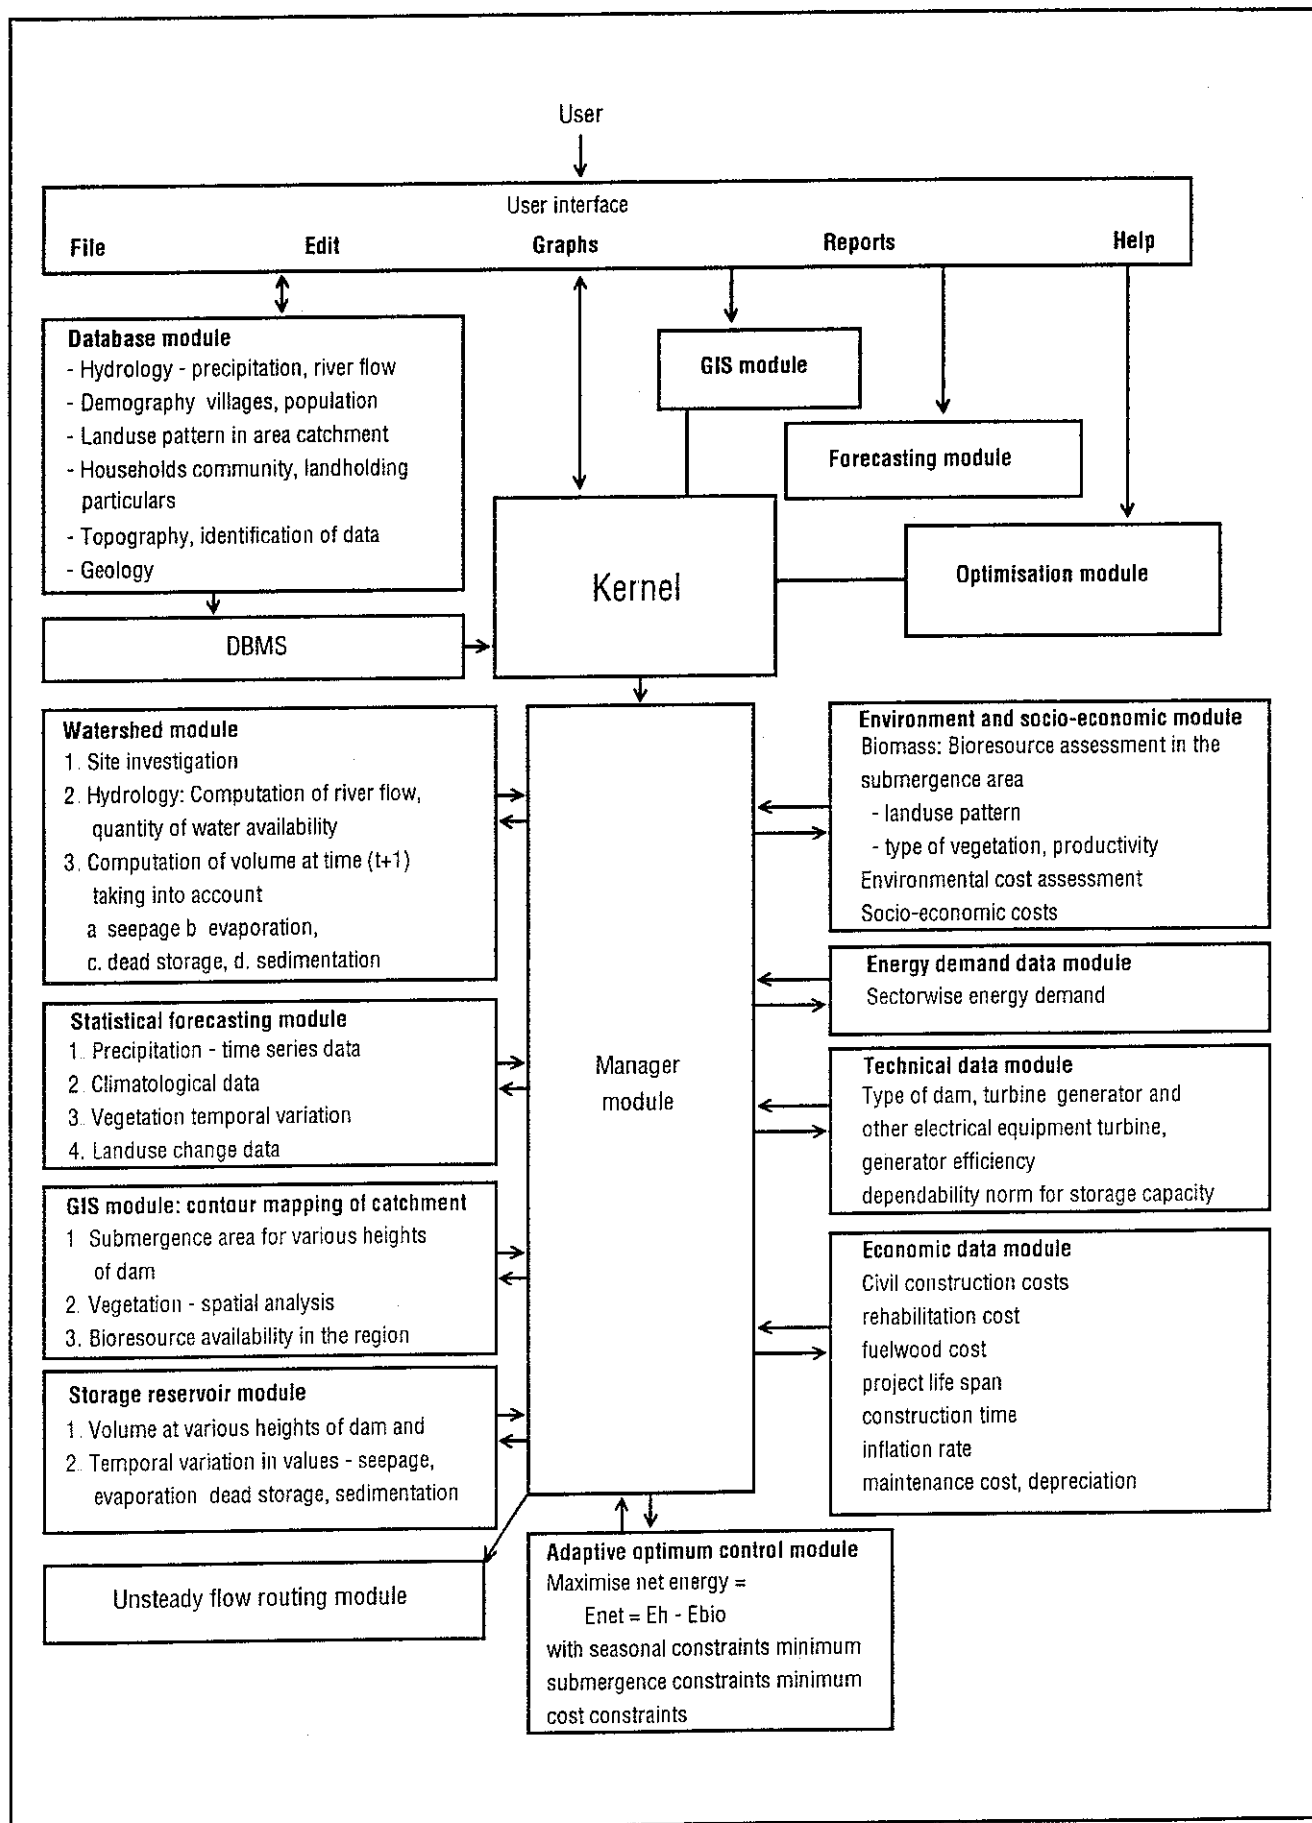 User
User interface
File Edit Graphs Reports Help
Database module
- Hydrology - precipitation, river flow
- Demography villages, population
- Landuse pattern in area catchment
- Households community, landholding
particulars
- Topography, identification of data
- Geology
GIS module
Forecasting module
Optimisation module
Kernel
DBMS
Watershed module
1. Site investigation
2. Hydrology: Computation of river flow,
quantity of water availability
3. Computation of volume at time (t+1)
taking into account
a seepage b evaporation,
c. dead storage, d. sedimentation
Statistical forecasting module
1. Precipitation - time series data
2. Climatological data
3. Vegetation temporal variation
4. Landuse change data
GIS module: contour mapping of catchment
1 Submergence area for various heights
of dam
2. Vegetation - spatial analysis
3. Bioresource availability in the region
Storage reservoir module
1. Volume at various heights of dam and
2. Temporal variation in values - seepage,
evaporation dead storage, sedimentation
Unsteady flow routing module
Manager
module
Environment and socio-economic module
Biomass: Bioresource assessment in the
submergence area
- landuse pattern
- type of vegetation, productivity
Environmental cost assessment
Socio-economic costs
Energy demand data module
Sectorwise energy demand
Technical data module
Type of dam, turbine generator and
other electrical equipment turbine,
generator efficiency
dependability norm for storage capacity
Economic data module
Civil construction costs
rehabilitation cost
fuelwood cost
project life span
construction time
inflation rate
maintenance cost, depreciation
Adaptive optimum control module
Maximise net energy =
Enet = Eh - Ebio
with seasonal constraints minimum
submergence constraints minimum
cost constraints